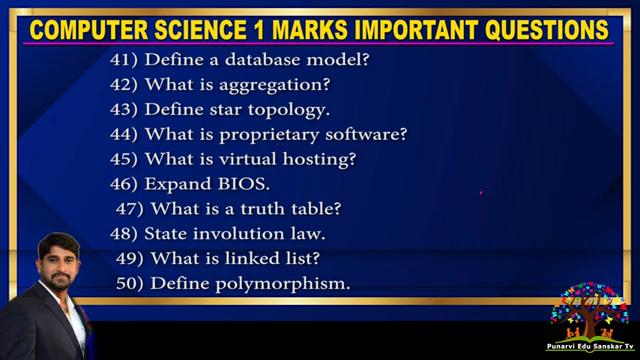 COMPUTER SCIENCE 1 MARKS IMPORTANT QUESTIONS
41) Define a database model?
42) What is aggregation?
43) Define star topology.
44) What is proprietary software?
45) What is virtual hosting?
46) Expand BIOS.
47) What is a truth table?
48) State involution law.
49) What is linked list?
50) Define polymorphism.
Punarvi Edu Sanskar Tv